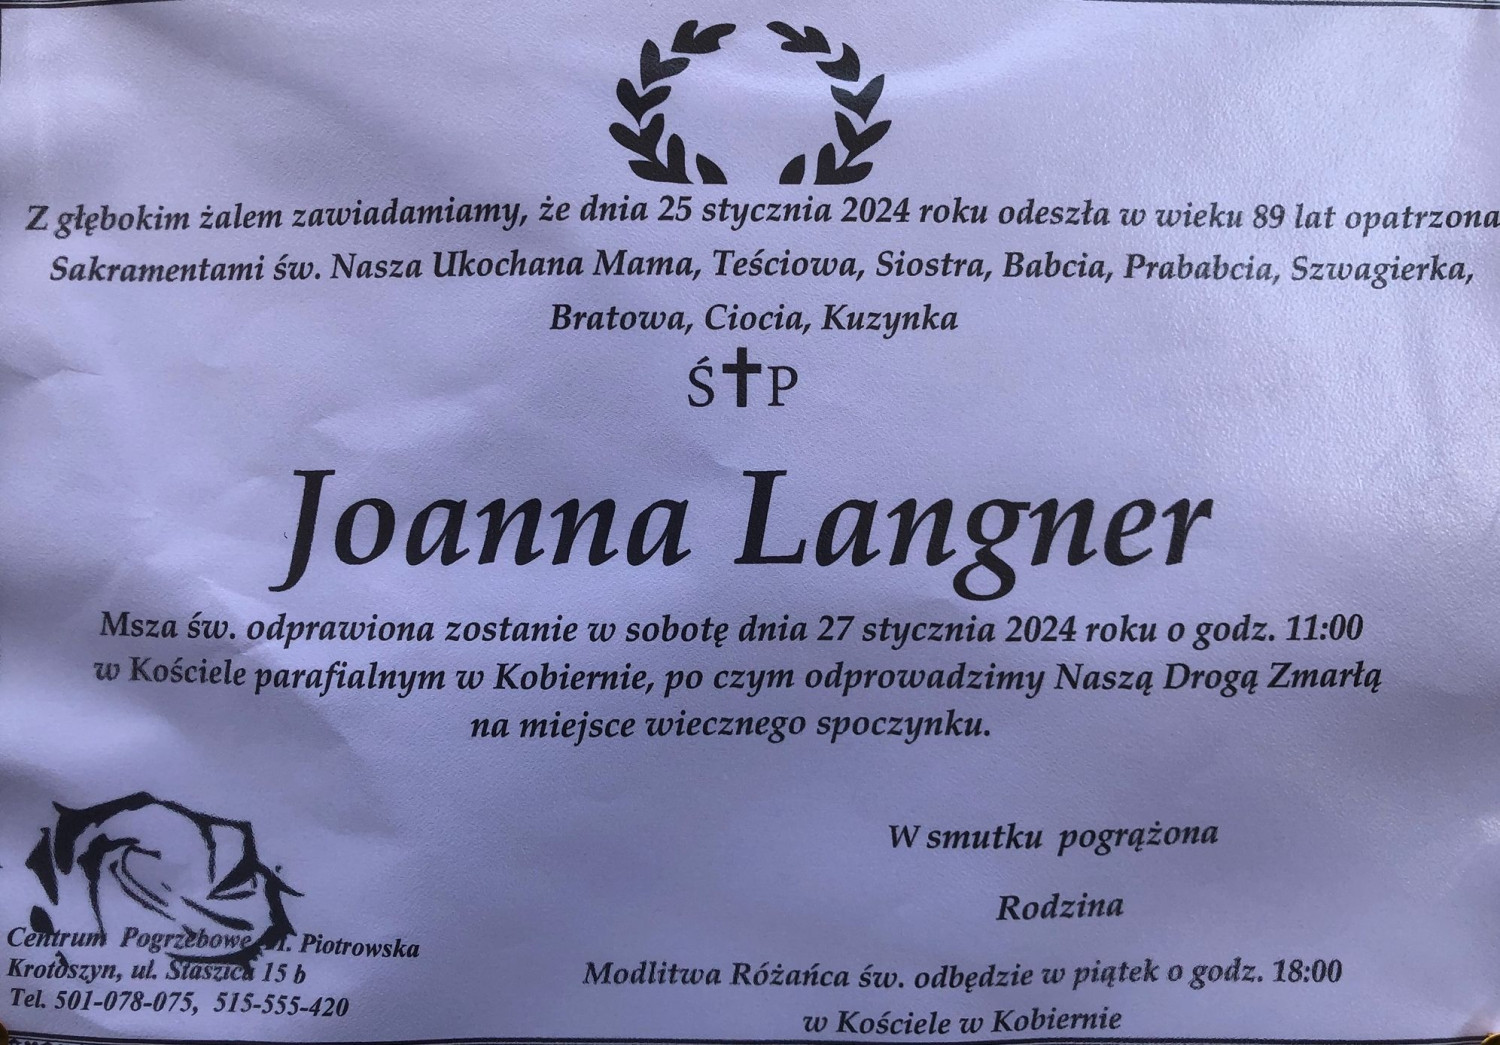 Z głębokim żalem zawiadamiamy, że dnia 25 stycznia 2024 roku odeszła w wieku 89 lat opatrzona
Sakramentami św. Nasza Ukochana Mama, Teściowa, Siostra, Babcia, Prababcia, Szwagierka,
Bratowa, Ciocia, Kuzynka
Ś✝P
Joanna Langner
Msza św. odprawiona zostanie w sobotę dnia 27 stycznia 2024 roku o godz. 11:00
w Kościele parafialnym w Kobiernie, po czym odprowadzimy Naszą Drogą Zmarłą
na miejsce wiecznego spoczynku.
W smutku pogrążona
Rodzina
Modlitwa Różańca św. odbędzie w piątek o godz. 18:00
w Kościele w Kobiernie
Centrum Pogrzebowe M. Piotrowska
Krotoszyn, ul. Staszica 15 b
Tel. 501-078-075, 515-555-420